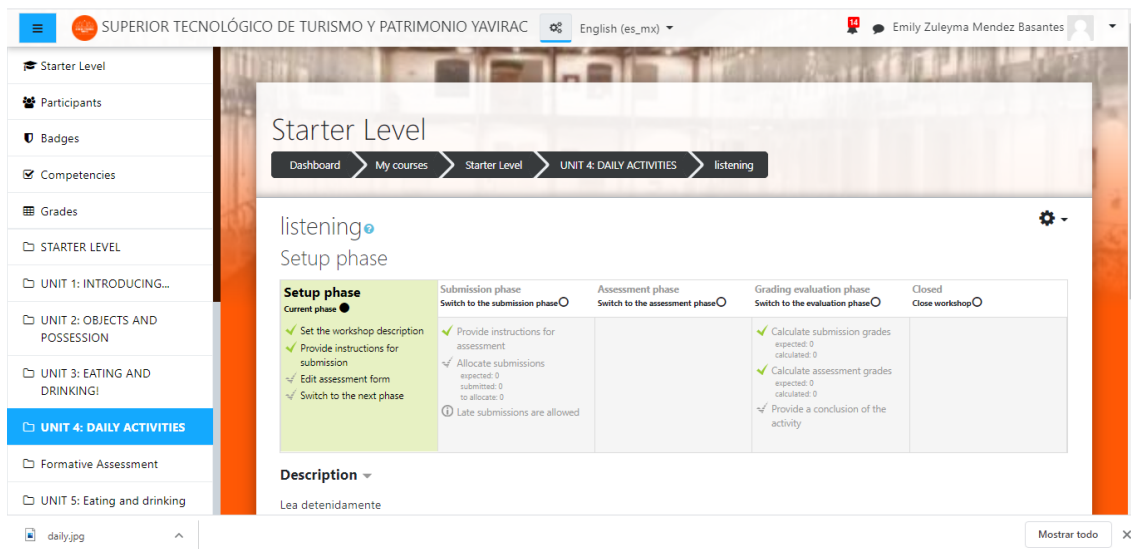 SUPERIOR TECNOLÓGICO DE TURISMO Y PATRIMONIO YAVIRAC
English (es_mx)
14
Emily Zuleyma Mendez Basantes
Starter Level
Participants
Badges
Competencies
Grades
STARTER LEVEL
UNIT 1: INTRODUCING...
UNIT 2: OBJECTS AND
POSSESSION
UNIT 3: EATING AND
DRINKING!
UNIT 4: DAILY ACTIVITIES
Formative Assessment
UNIT 5: Eating and drinking
Starter Level
Dashboard
My courses
Starter Level
UNIT 4: DAILY ACTIVITIES
listening
listening
Setup phase
Setup phase
Current phase
Set the workshop description
Provide instructions for
submission
Edit assessment form
Switch to the next phase
Submission phase
Switch to the submission phase
Provide instructions for
assessment
Allocate submissions
expected: 0
submitted: 0
to allocate: 0
Late submissions are allowed
Assessment phase
Switch to the assessment phase
Grading evaluation phase
Switch to the evaluation phase
Calculate submission grades
expected: 0
calculated: 0
Calculate assessment grades
expected: 0
calculated: 0
Provide a conclusion of the
activity
Closed
Close workshop
Description
Lea detenidamente
daily.jpg
Mostrar todo